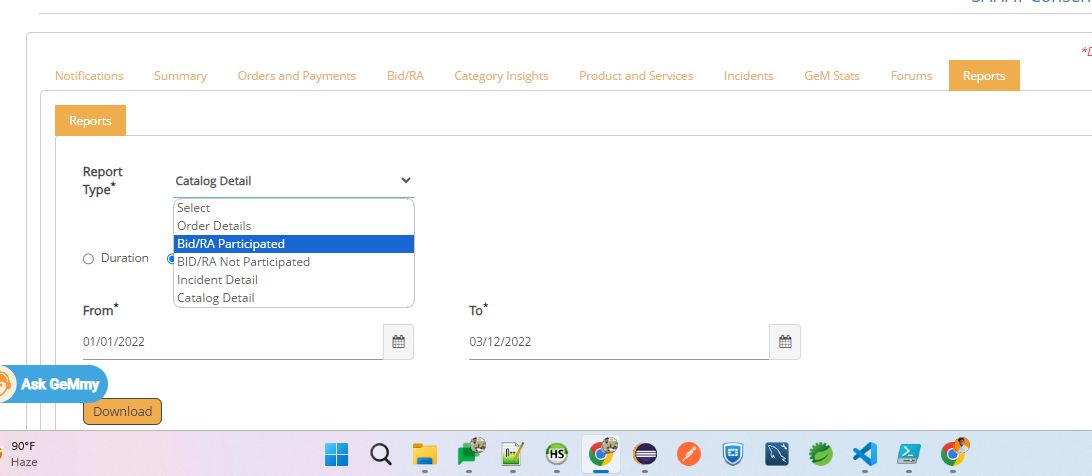 Notifications Summary Orders and Payments Bid/RA Category Insights Product and Services Incidents GeM Stats Forums Reports
Reports
Report
Type*
Catalog Detail
Select
Order Details
Bid/RA Participated
BID/RA Not Participated
Incident Detail
Catalog Detail
Duration
From* To*
01/01/2022 03/12/2022
Ask GeMmy
Download
90°F
Haze
HS